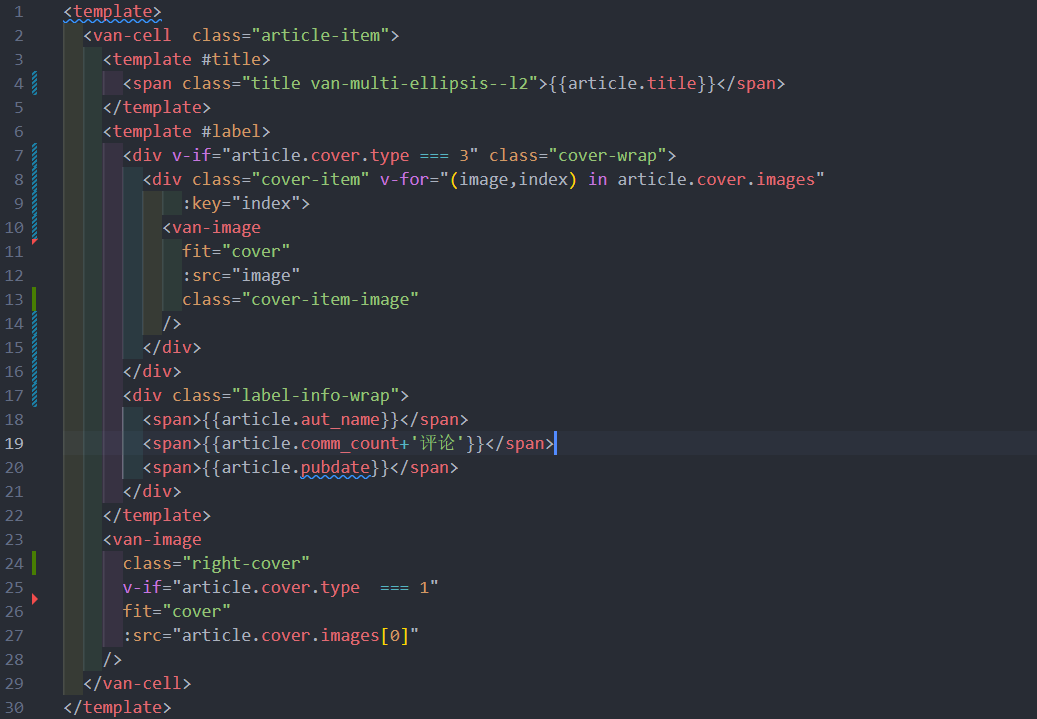 1 <template>
2 <van-cell  class="article-item">
3 <template #title>
4 <span class="title van-multi-ellipsis--l2">{{article.title}}</span>
5 </template>
6 <template #label>
7 <div v-if="article.cover.type === 3" class="cover-wrap">
8 <div class="cover-item" v-for="(image,index) in article.cover.images"
9 :key="index">
10 <van-image
11 fit="cover"
12 :src="image"
13 class="cover-item-image"
14 />
15 </div>
16 </div>
17 <div class="label-info-wrap">
18 <span>{{article.aut_name}}</span>
19 <span>{{article.comm_count+'评论'}}</span>
20 <span>{{article.pubdate}}</span>
21 </div>
22 </template>
23 <van-image
24 class="right-cover"
25 v-if="article.cover.type  === 1"
26 fit="cover"
27 :src="article.cover.images[0]"
28 />
29 </van-cell>
30 </template>